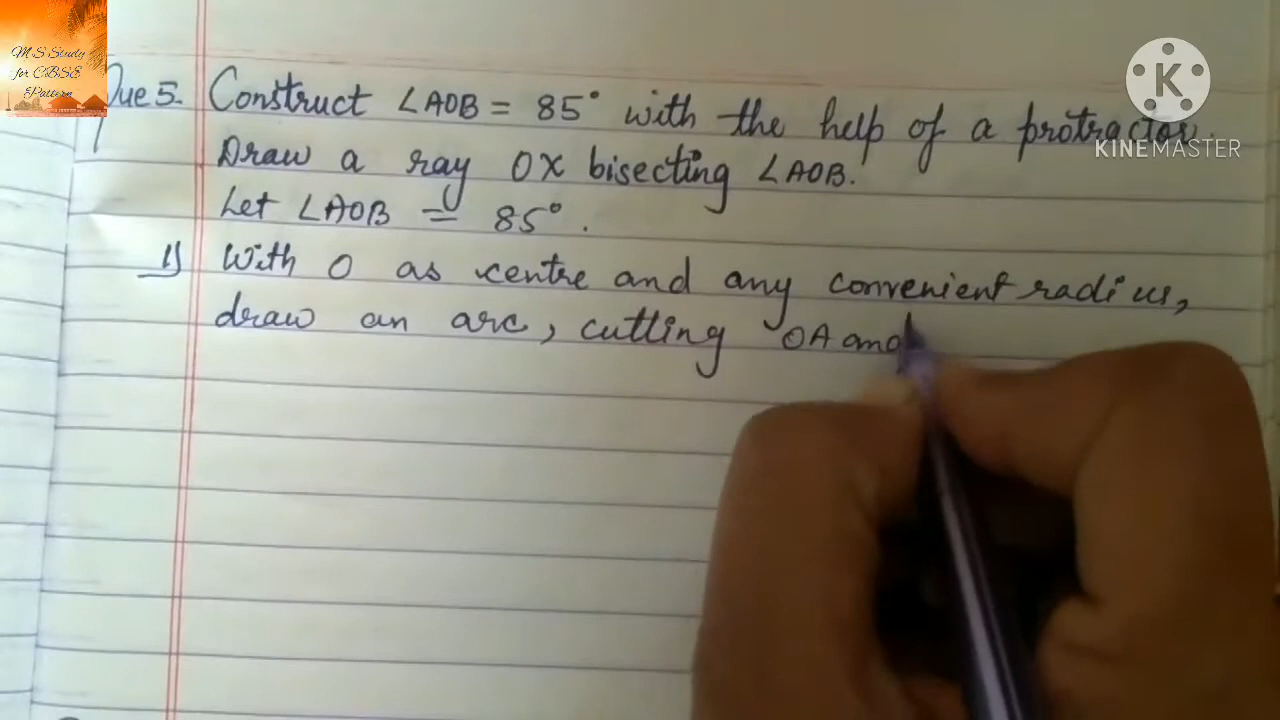 M.S Study
for CBSE
Pattern
K
KINEMASTER
Que 5. Construct ∠AOB = 85° with the help of a protractor.
Draw a ray OX bisecting ∠AOB.
Let ∠AOB = 85°.
1) With O as centre and any convenient radius,
draw an arc, cutting OA and